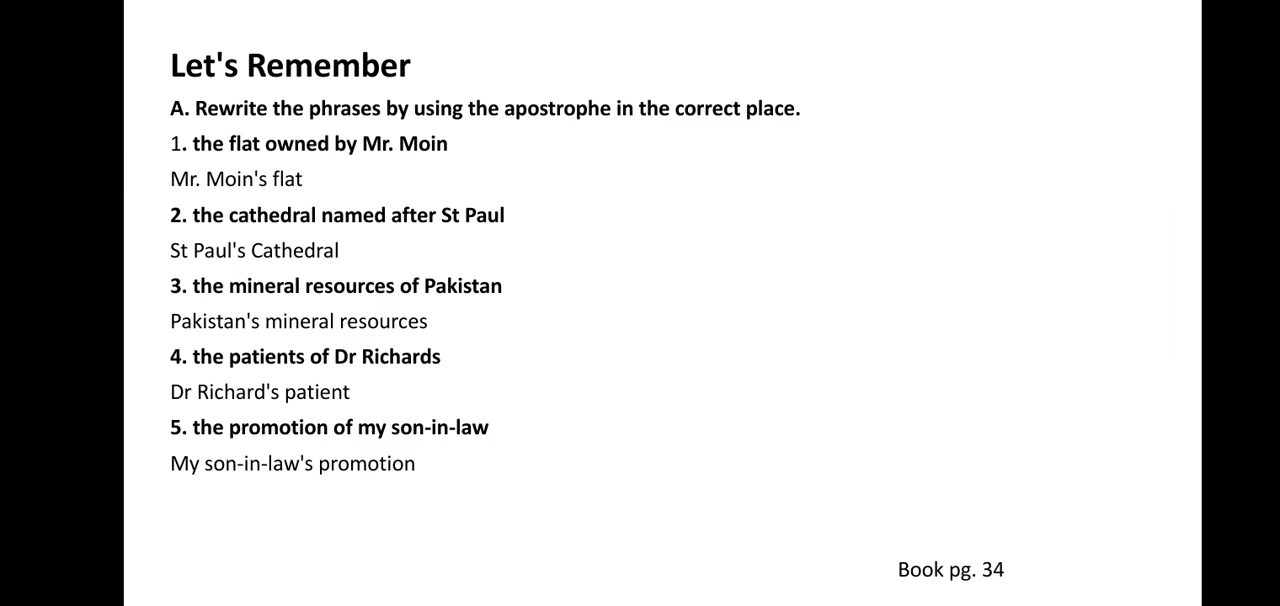 Let's Remember
A. Rewrite the phrases by using the apostrophe in the correct place.
1. the flat owned by Mr. Moin
Mr. Moin's flat
2. the cathedral named after St Paul
St Paul's Cathedral
3. the mineral resources of Pakistan
Pakistan's mineral resources
4. the patients of Dr Richards
Dr Richard's patient
5. the promotion of my son-in-law
My son-in-law's promotion
Book pg. 34